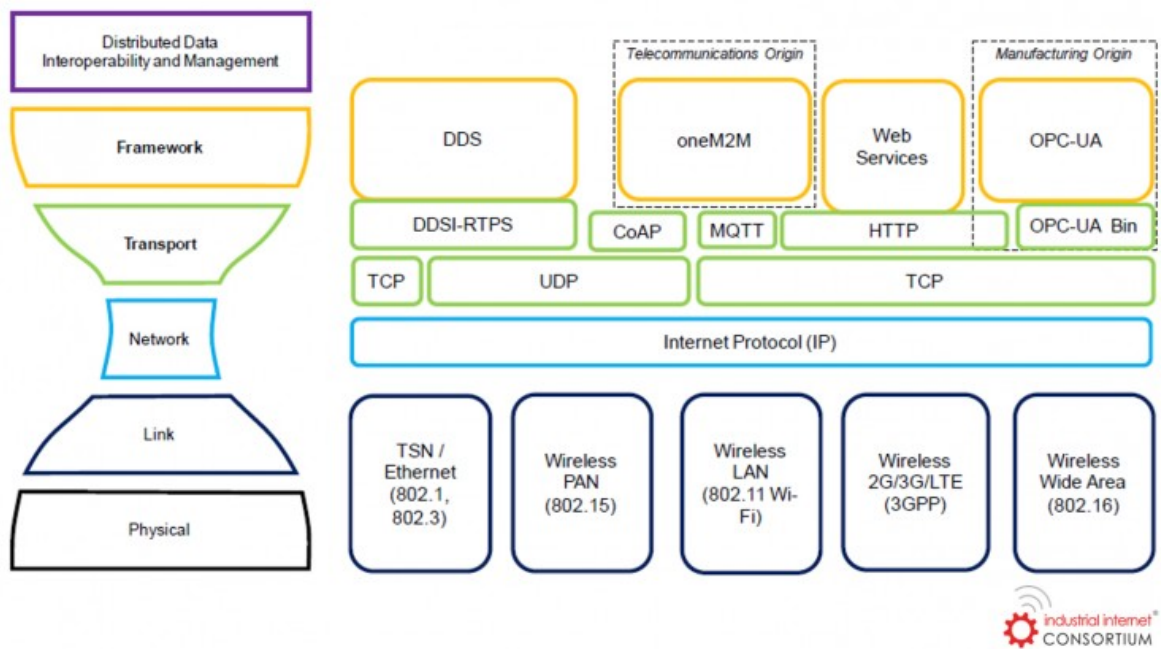 Distributed Data
Interoperability and Management
Framework
Transport
Network
Link
Physical
Telecommunications Origin
Manufacturing Origin
DDS
oneM2M
Web
Services
OPC-UA
DDSI-RTPS
CoAP
MQTT
HTTP
OPC-UA Bin
TCP
UDP
TCP
Internet Protocol (IP)
TSN /
Ethernet
(802.1,
802.3)
Wireless
PAN
(802.15)
Wireless
LAN
(802.11 Wi-
Fi)
Wireless
2G/3G/LTE
(3GPP)
Wireless
Wide Area
(802.16)
industrial internet®
CONSORTIUM